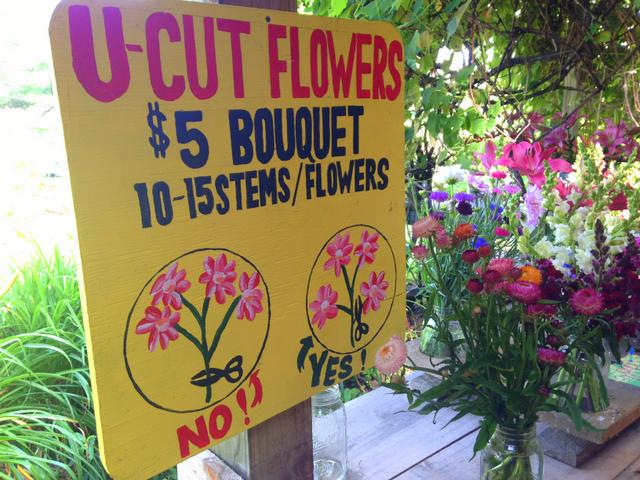 U-CUT FLOWERS
$5 BOUQUET
10-15 STEMS/FLOWERS
NO!
YES!